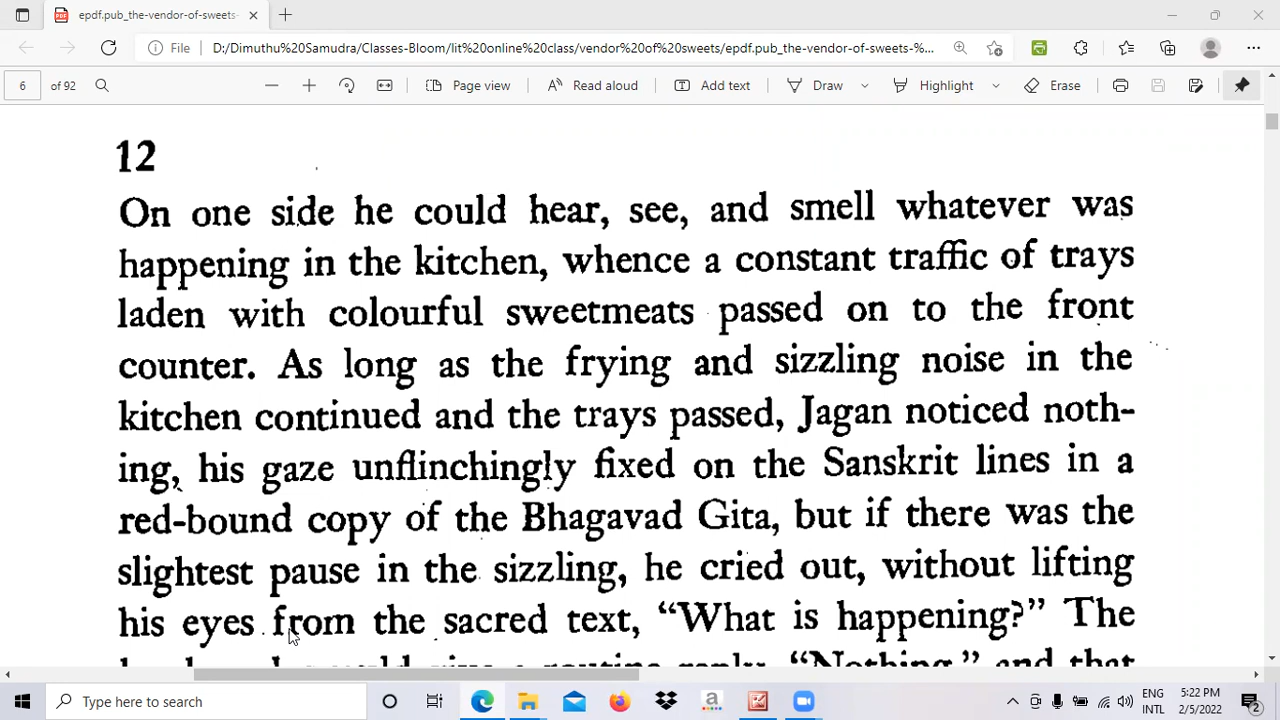 epdf.pub_the-vendor-of-sweets-
File
D:/Dimuthu%20Samudra/Classes-Bloom/lit%20online%20class/vendor%20of%20sweets/epdf.pub_the-vendor-of-sweets-%...
6 of 92
Page view
Read aloud
Add text
Draw
Highlight
Erase
12
On one side he could hear, see, and smell whatever was
happening in the kitchen, whence a constant traffic of trays
laden with colourful sweetmeats passed on to the front
counter. As long as the frying and sizzling noise in the
kitchen continued and the trays passed, Jagan noticed noth-
ing, his gaze unflinchingly fixed on the Sanskrit lines in a
red-bound copy of the Bhagavad Gita, but if there was the
slightest pause in the sizzling, he cried out, without lifting
his eyes from the sacred text, “What is happening?” The
Type here to search
ENG
INTL
5:22 PM
2/5/2022
2